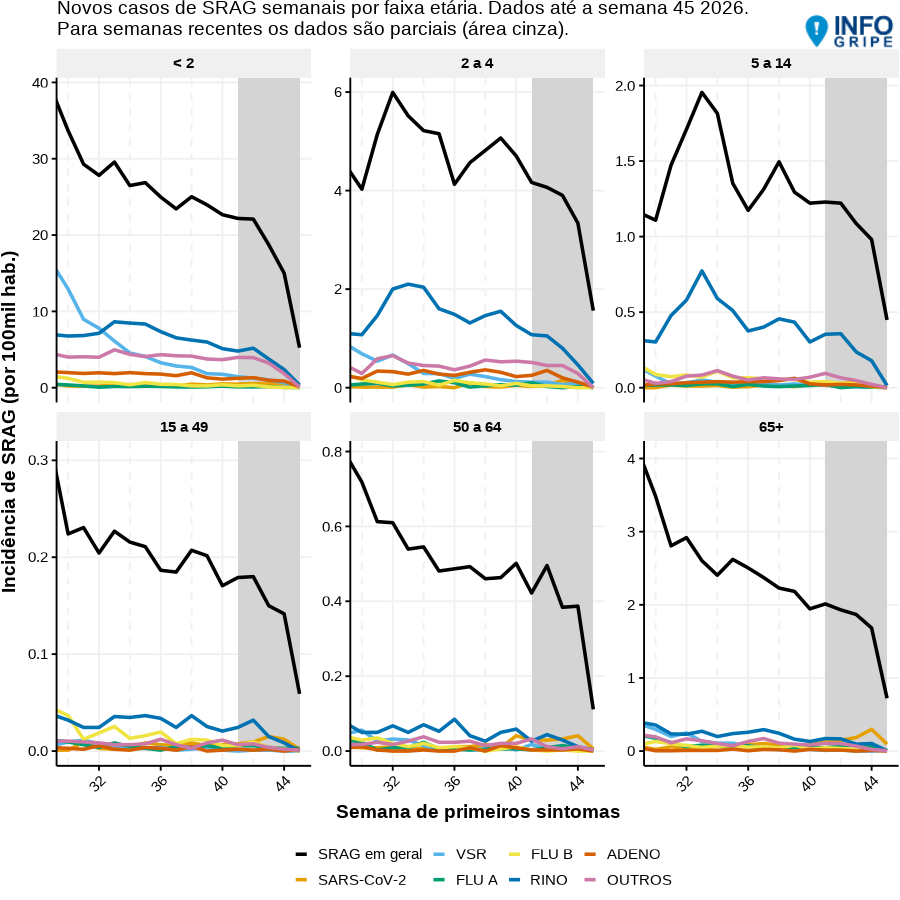 Novos casos de SRAG semanais por faixa etária. Dados até a semana 45 2026.
Para semanas recentes os dados são parciais (área cinza).
INFO
GRIPE
< 2
2 a 4
5 a 14
40
30
20
10
0
6
4
2
0
2.0
1.5
1.0
0.5
0.0
Incidência de SRAG (por 100mil hab.)
15 a 49
50 a 64
65+
0.3
0.2
0.1
0.0
0.8
0.6
0.4
0.2
0.0
4
3
2
1
0
32 36 40 44
32 36 40 44
32 36 40 44
Semana de primeiros sintomas
SRAG em geral VSR FLU B ADENO
SARS-CoV-2 FLU A RINO OUTROS